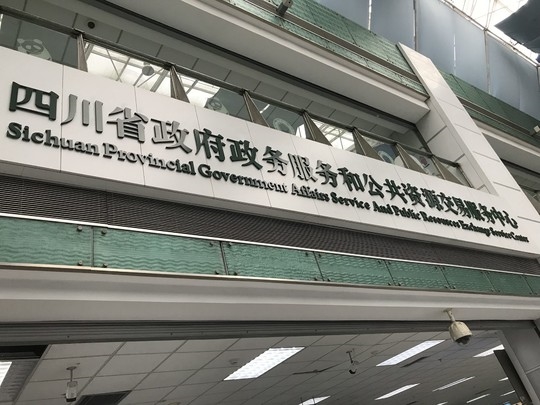 四川省政府政务服务和公共资源交易服务中心
Sichuan Provincial Government Affairs Service And Public Resources Exchange Service Center